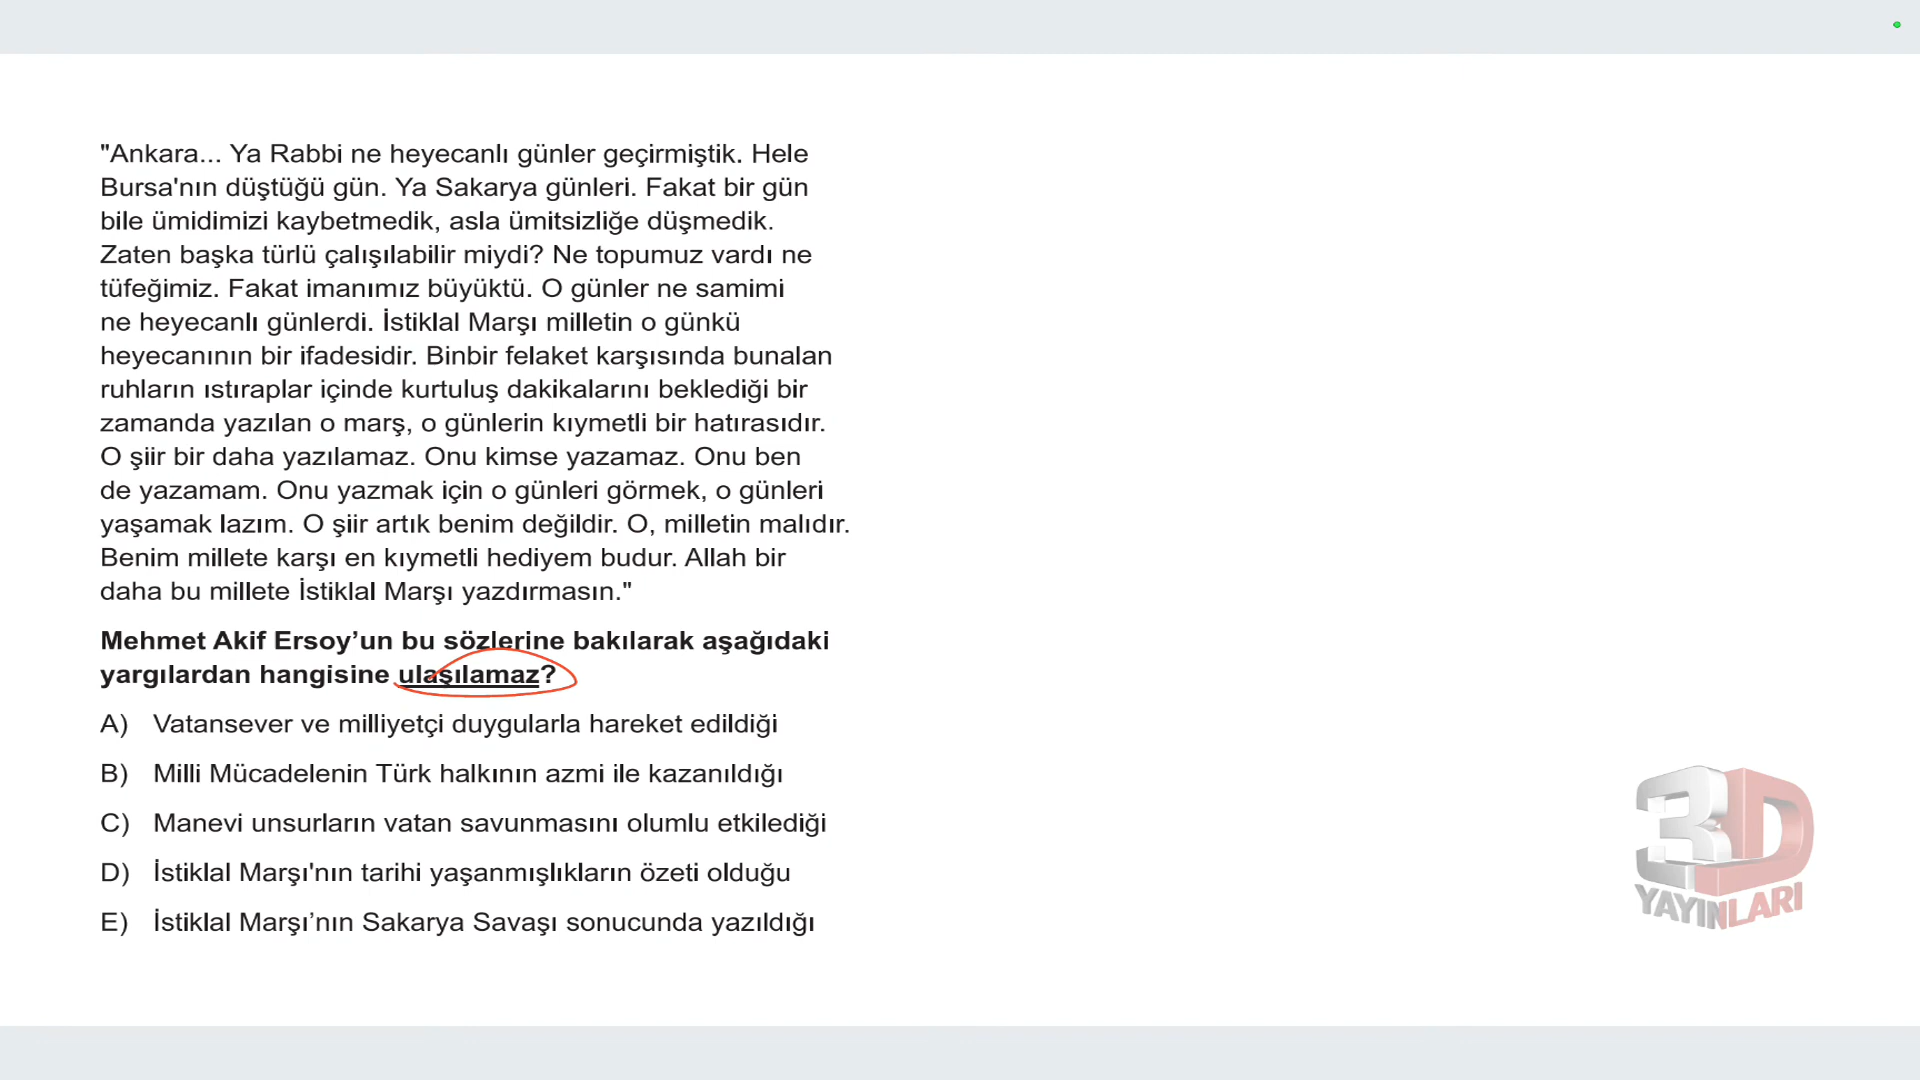 "Ankara... Ya Rabbi ne heyecanlı günler geçirmiştik. Hele
Bursa'nın düştüğü gün. Ya Sakarya günleri. Fakat bir gün
bile ümidimizi kaybetmedik, asla ümitsizliğe düşmedik.
Zaten başka türlü çalışılabilir miydi? Ne topumuz vardı ne
tüfeğimiz. Fakat imanımız büyüktü. O günler ne samimi
ne heyecanlı günlerdi. İstiklal Marşı milletin o günkü
heyecanının bir ifadesidir. Binbir felaket karşısında bunalan
ruhların ıstıraplar içinde kurtuluş dakikalarını beklediği bir
zamanda yazılan o marş, o günlerin kıymetli bir hatırasıdır.
O şiir bir daha yazılamaz. Onu kimse yazamaz. Onu ben
de yazamam. Onu yazmak için o günleri görmek, o günleri
yaşamak lazım. O şiir artık benim değildir. O, milletin malıdır.
Benim millete karşı en kıymetli hediyem budur. Allah bir
daha bu millete İstiklal Marşı yazdırmasın."
Mehmet Akif Ersoy’un bu sözlerine bakılarak aşağıdaki
yargılardan hangisine ulaşılamaz?
A) Vatansever ve milliyetçi duygularla hareket edildiği
B) Milli Mücadelenin Türk halkının azmi ile kazanıldığı
C) Manevi unsurların vatan savunmasını olumlu etkilediği
D) İstiklal Marşı'nın tarihi yaşanmışlıkların özeti olduğu
E) İstiklal Marşı’nın Sakarya Savaşı sonucunda yazıldığı
3D
YAYINLARI